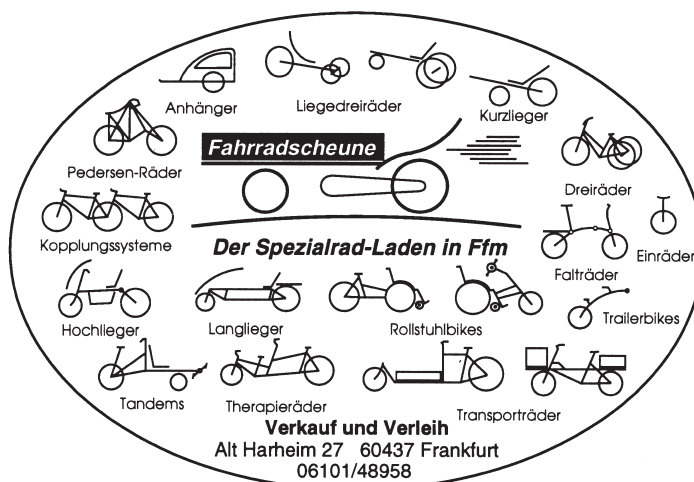 Anhänger
Liegedreiräder
Kurzlieger
Pedersen-Räder
Fahrradscheune
Dreiräder
Kopplungssysteme
Der Spezialrad-Laden in Ffm
Einräder
Falträder
Hochlieger
Langlieger
Rollstuhlbikes
Trailerbikes
Tandems
Therapieräder
Transporträder
Verkauf und Verleih
Alt Harheim 27 60437 Frankfurt
06101/48958